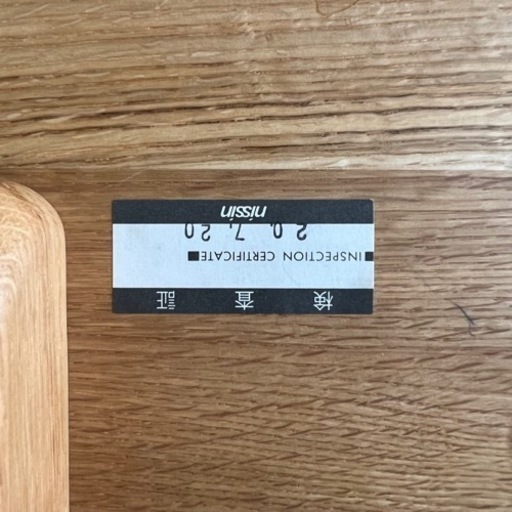 検査証
■INSPECTION CERTIFICATE■
20. 7. 20
nissin